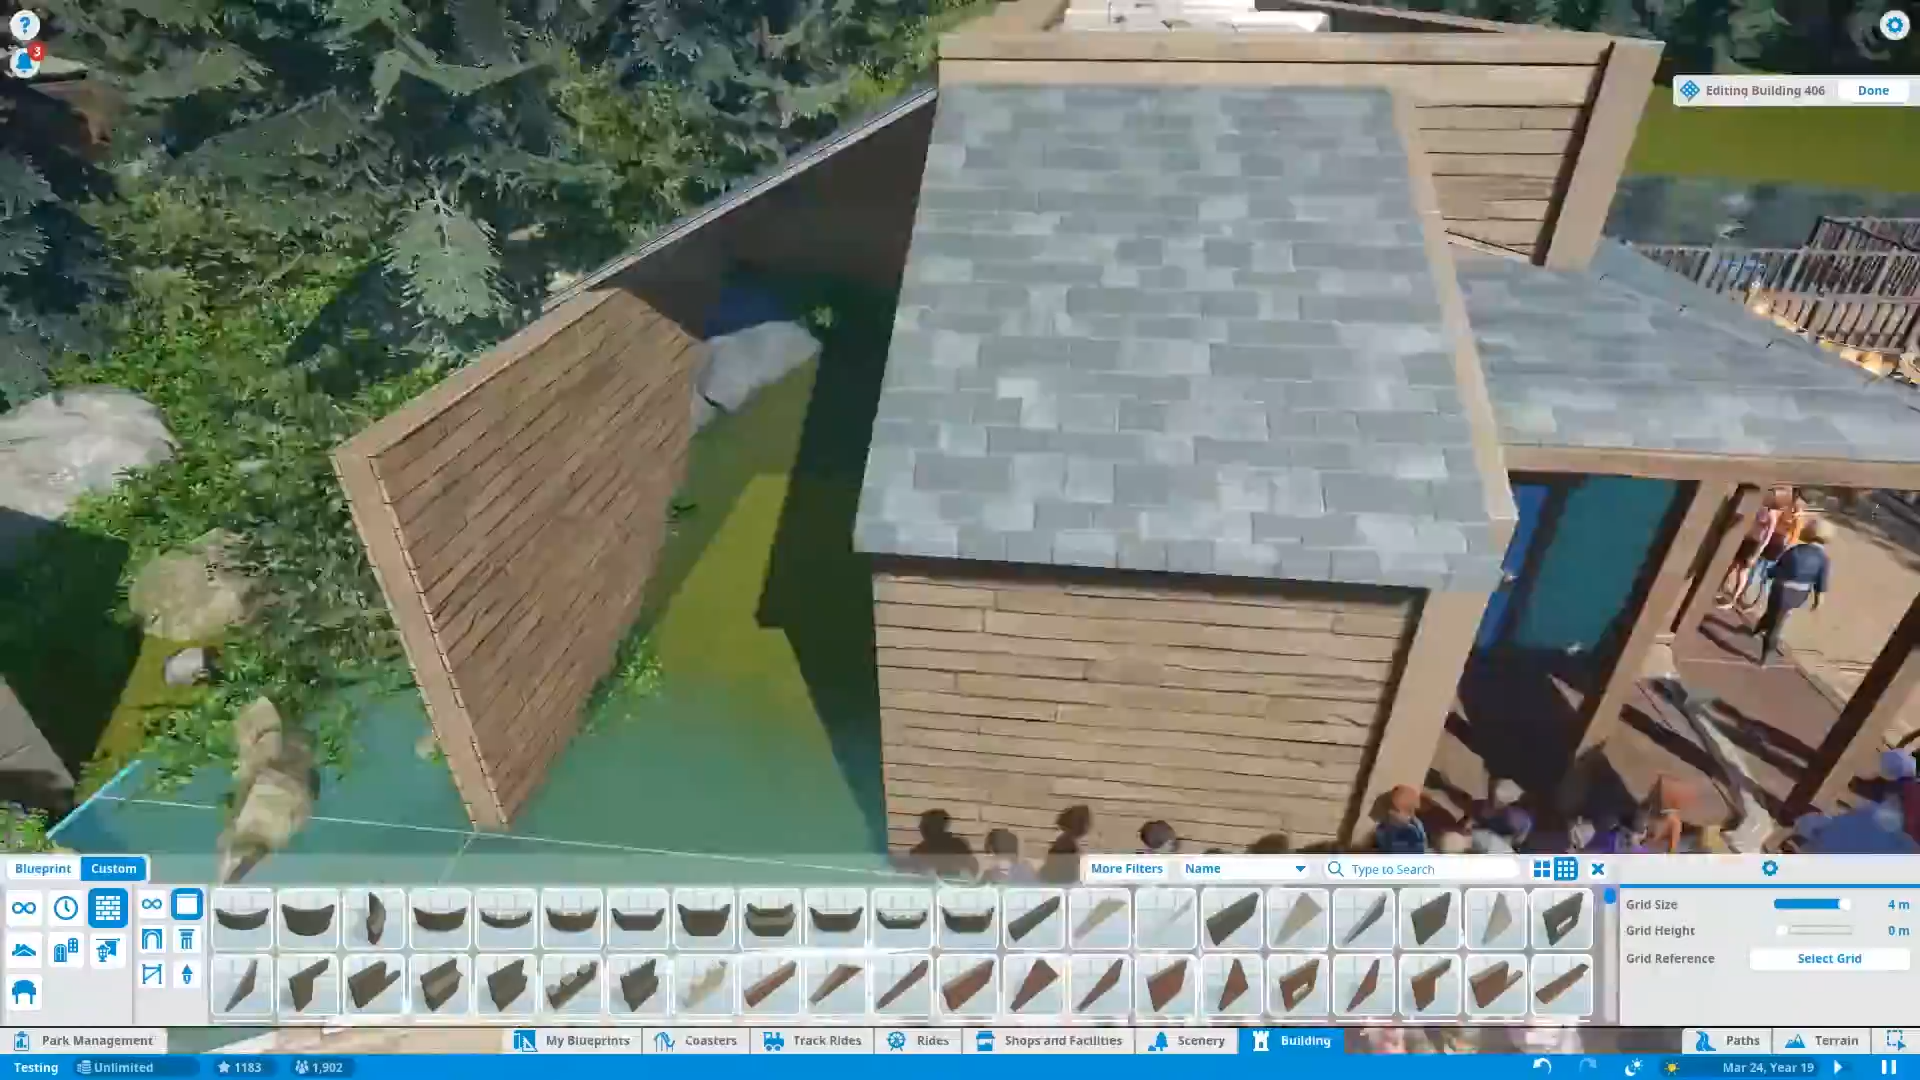 ?
3
Editing Building 406 Done
Blueprint Custom
More Filters Name Type to Search
Grid Size 4 m
Grid Height 0 m
Grid Reference Select Grid
Park Management My Blueprints Coasters Track Rides Rides Shops and Facilities Scenery Building Paths Terrain
Testing Unlimited 1183 1,902 Mar 24, Year 19